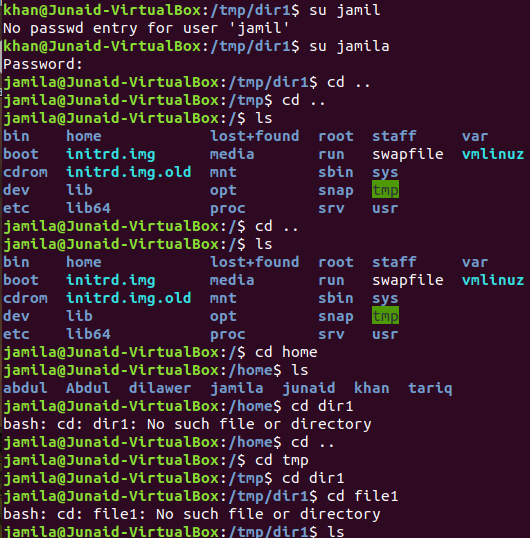 khan@Junaid-VirtualBox:/tmp/dir1$ su jamil
No passwd entry for user 'jamil'
khan@Junaid-VirtualBox:/tmp/dir1$ su jamila
Password:
jamila@Junaid-VirtualBox:/tmp/dir1$ cd ..
jamila@Junaid-VirtualBox:/tmp$ cd ..
jamila@Junaid-VirtualBox:/$ ls
bin home lost+found root staff var
boot initrd.img media run swapfile vmlinuz
cdrom initrd.img.old mnt sbin sys
dev lib opt snap tmp
etc lib64 proc srv usr
jamila@Junaid-VirtualBox:/$ cd ..
jamila@Junaid-VirtualBox:/$ ls
bin home lost+found root staff var
boot initrd.img media run swapfile vmlinuz
cdrom initrd.img.old mnt sbin sys
dev lib opt snap tmp
etc lib64 proc srv usr
jamila@Junaid-VirtualBox:/$ cd home
jamila@Junaid-VirtualBox:/home$ ls
abdul Abdul dilawer jamila junaid khan tariq
jamila@Junaid-VirtualBox:/home$ cd dir1
bash: cd: dir1: No such file or directory
jamila@Junaid-VirtualBox:/home$ cd ..
jamila@Junaid-VirtualBox:/$ cd tmp
jamila@Junaid-VirtualBox:/tmp$ cd dir1
jamila@Junaid-VirtualBox:/tmp/dir1$ cd file1
bash: cd: file1: No such file or directory
jamila@Junaid-VirtualBox:/tmp/dir1$ ls